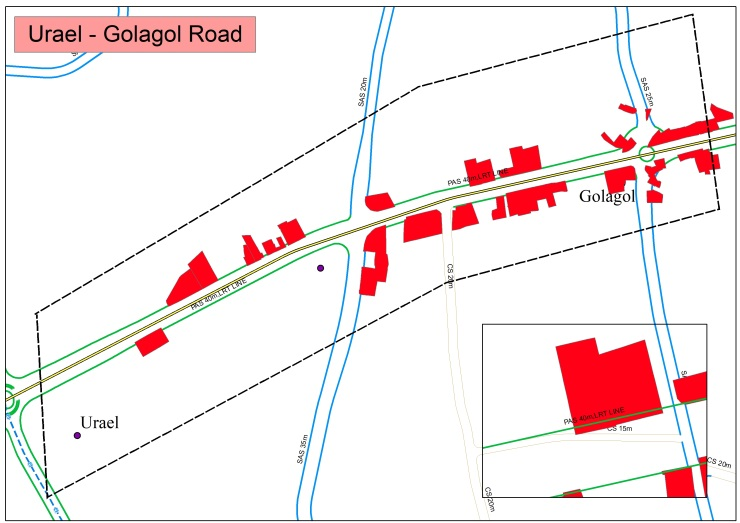 Urael - Golagol Road
SAS 20m
SAS 25m
PAS 40m,LRT LINE
Golagol
PAS 40m,LRT LINE
CS 20m
Urael
SAS 35m
PAS 40m,LRT LINE
CS 15m
CS 20m
CS 20m